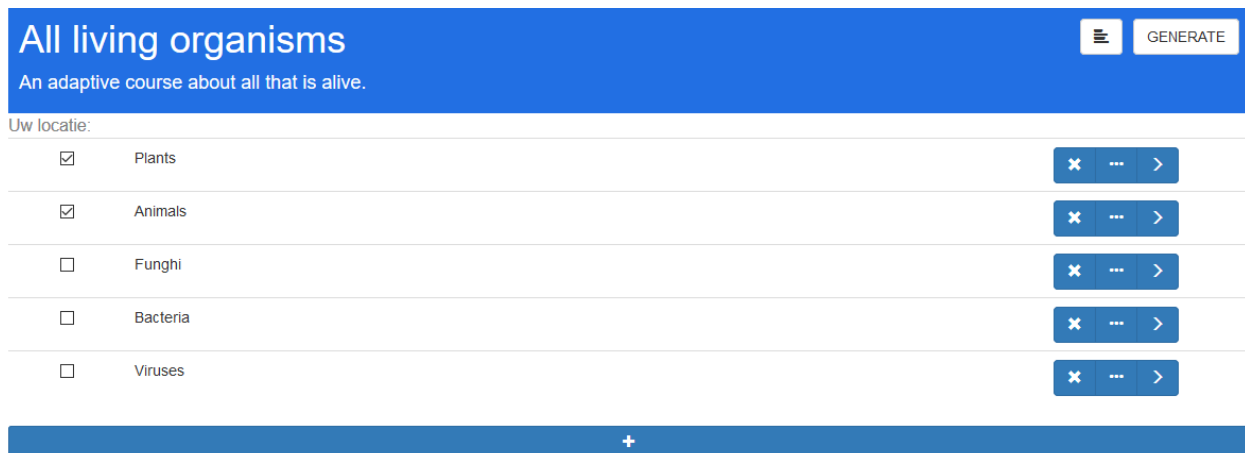 All living organisms
GENERATE
An adaptive course about all that is alive.
Uw locatie:
Plants
Animals
Funghi
Bacteria
Viruses